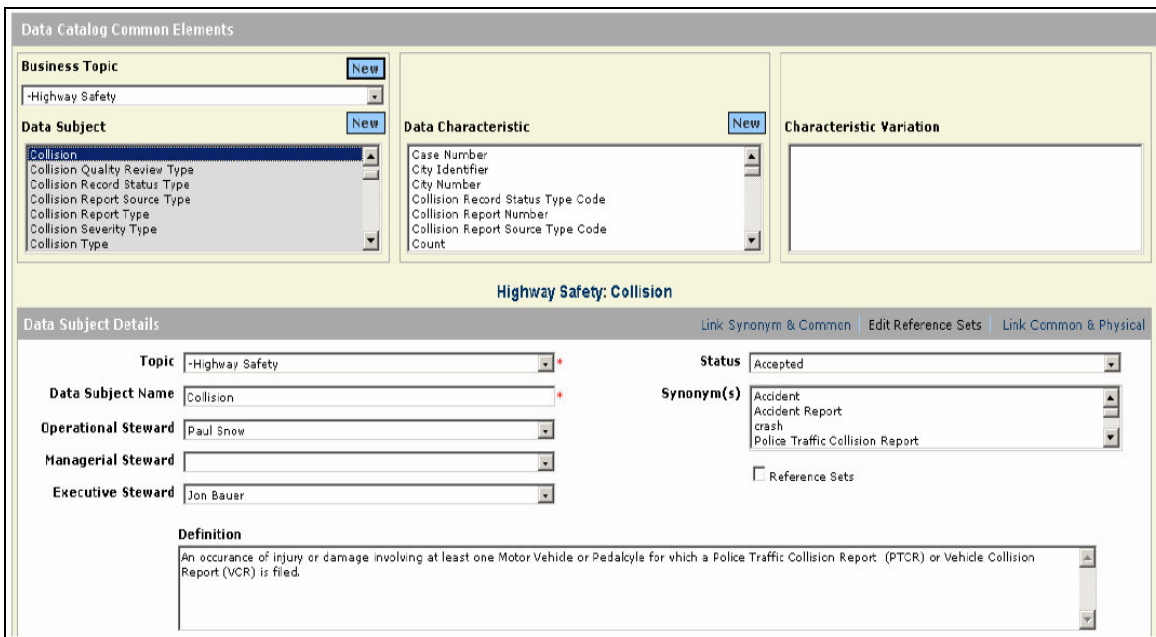 Data Catalog Common Elements
Business Topic
New
-Highway Safety
Data Subject
New
Collision
Collision Quality Review Type
Collision Record Status Type
Collision Report Source Type
Collision Report Type
Collision Severity Type
Collision Type
Data Characteristic
New
Case Number
City Identifier
City Number
Collision Record Status Type Code
Collision Report Number
Collision Report Source Type Code
Count
Characteristic Variation
Highway Safety: Collision
Data Subject Details
Link Synonym & Common
Edit Reference Sets
Link Common & Physical
Topic -Highway Safety *
Data Subject Name Collision *
Operational Steward Paul Snow
Managerial Steward
Executive Steward Jon Bauer
Status Accepted
Synonym(s) Accident
Accident Report
crash
Police Traffic Collision Report
Reference Sets
Definition
An occurance of injury or damage involving at least one Motor Vehicle or Pedalcyle for which a Police Traffic Collision Report (PTCR) or Vehicle Collision
Report (VCR) is filed.